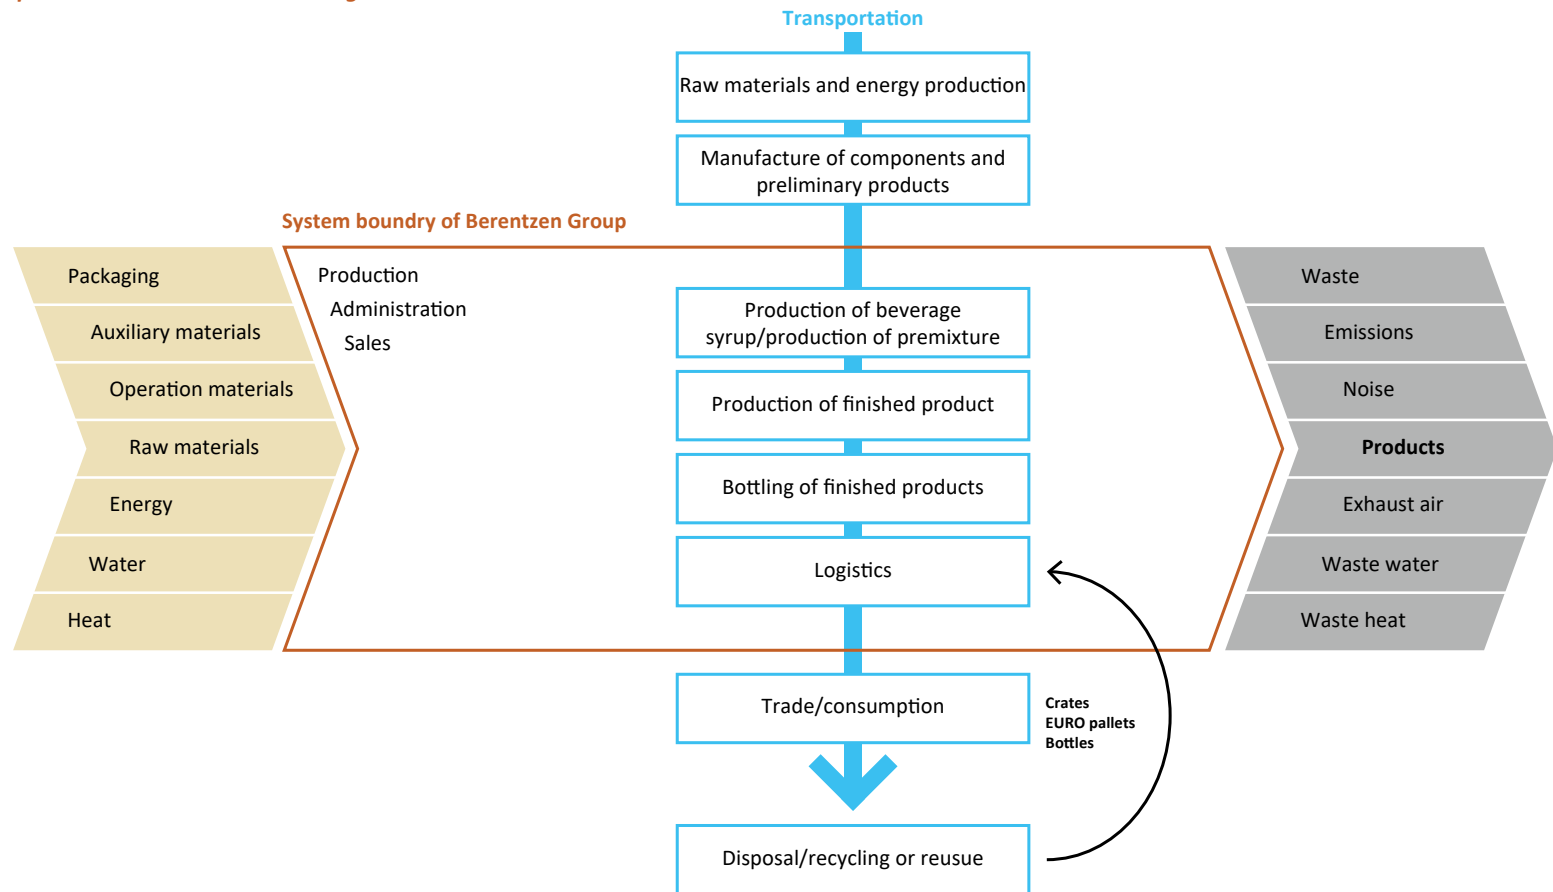 Transportation
Raw materials and energy production
Manufacture of components and
preliminary products
System boundry of Berentzen Group
Packaging
Auxiliary materials
Operation materials
Raw materials
Energy
Water
Heat
Production
Administration
Sales
Production of beverage
syrup/production of premixture
Production of finished product
Bottling of finished products
Logistics
Trade/consumption
Crates
EURO pallets
Bottles
Disposal/recycling or reusue
Waste
Emissions
Noise
Products
Exhaust air
Waste water
Waste heat